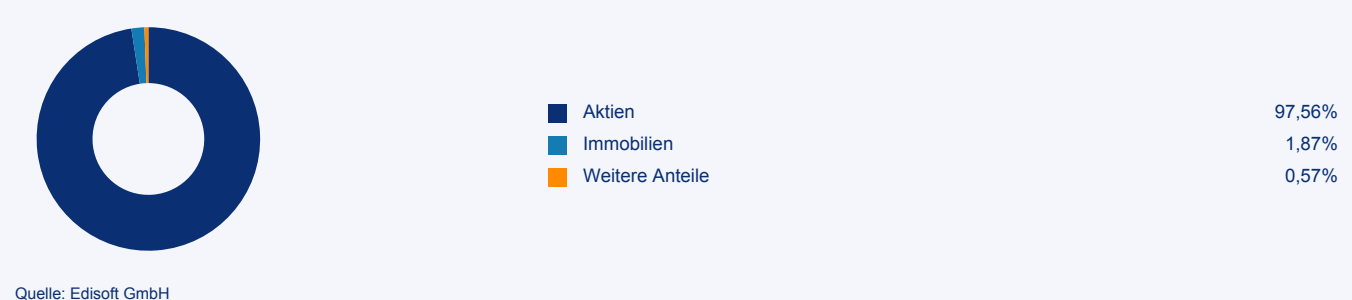 Aktien 97,56%
Immobilien 1,87%
Weitere Anteile 0,57%
Quelle: Edisoft GmbH